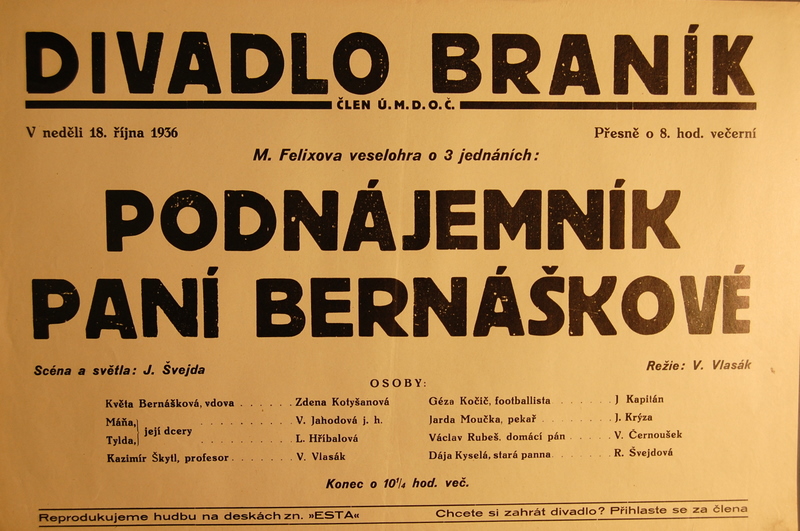 DIVADLO BRANÍK
ČLEN Ú.M.D.O.Č.
V neděli 18. října 1936 Přesně o 8. hod. večerní
M. Felixova veselohra o 3 jednáních:
PODNÁJEMNÍK
PANÍ BERNÁŠKOVÉ
Scéna a světla: J. Švejda Režie: V. Vlasák
OSOBY:
Květa Bernášková, vdova . . . . . . Zdena Kotyšanová
Máňa, } její dcery . . . . . . . . V. Jahodová j. h.
Tylda, . . . . . . . . L. Hřibalová
Kazimír Škytl, profesor . . . . . . V. Vlasák
Géza Kočič, footballista . . . . . . J Kapitán
Jarda Moučka, pekař . . . . . . . J. Krýza
Václav Rubeš, domácí pán . . . . . V. Černoušek
Dája Kyselá, stará panna . . . . . . R. Švejdová
Konec o 10¼ hod. več.
Reprodukujeme hudbu na deskách zn. »ESTA« Chcete si zahrát divadlo? Přihlaste se za člena